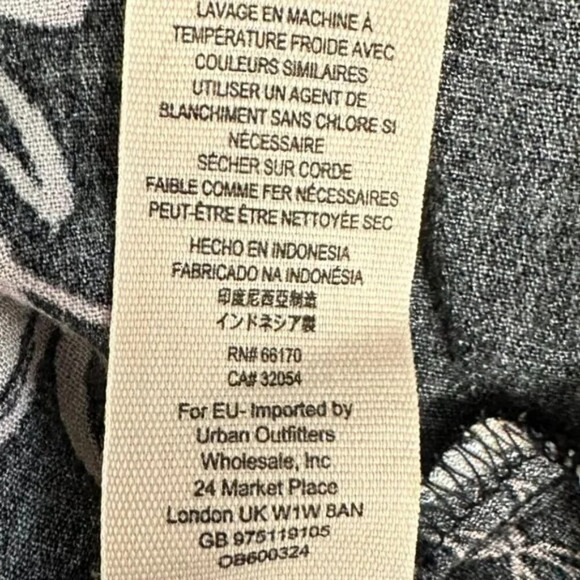 LAVAGE EN MACHINE À
TEMPÉRATURE FROIDE AVEC
COULEURS SIMILAIRES
UTILISER UN AGENT DE
BLANCHIMENT SANS CHLORE SI
NÉCESSAIRE
SÉCHER SUR CORDE
FAIBLE COMME FER NÉCESSAIRES
PEUT-ÊTRE ÊTRE NETTOYÉE SEC
HECHO EN INDONESIA
FABRICADO NA INDONÉSIA
印度尼西亞制造
インドネシア製
RN# 66170
CA# 32054
For EU- Imported by
Urban Outfitters
Wholesale, Inc
24 Market Place
London UK W1W 8AN
GB 975119105
OB600324